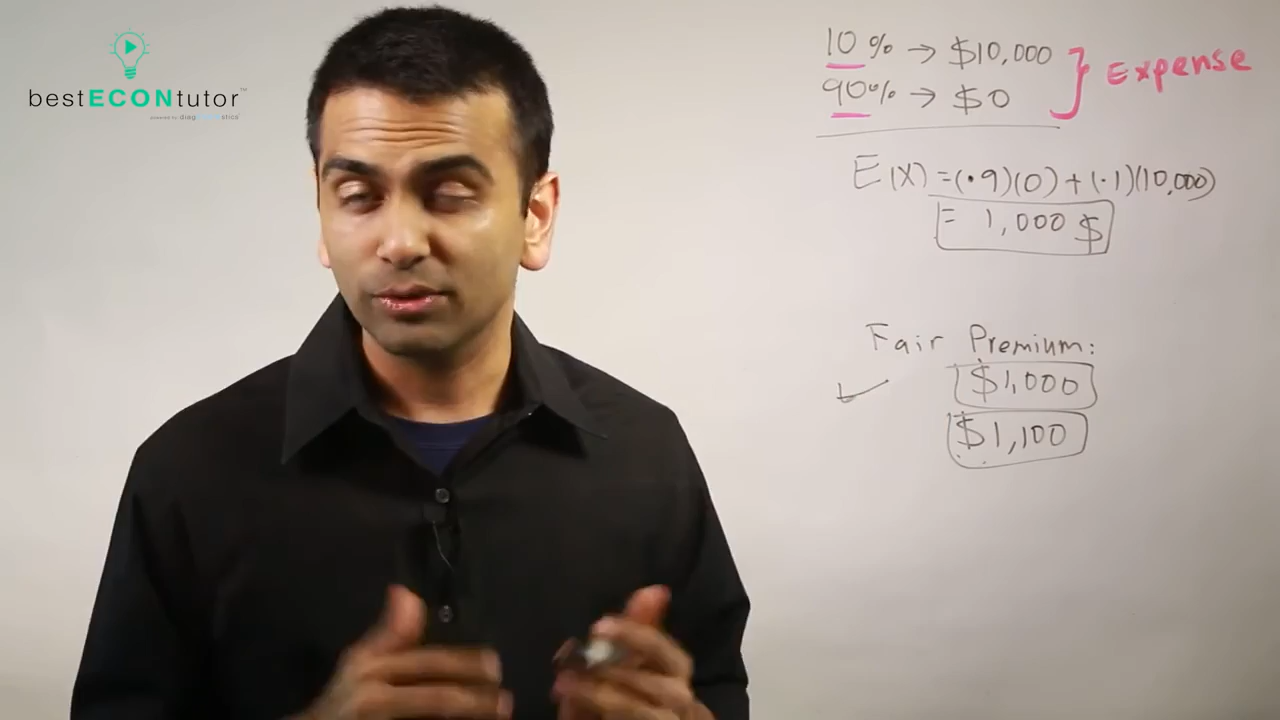 bestECONtutor™
10% → $10,000
90% → $0
} Expense
E(X) = (.9)(0) + (.1)(10,000)
= 1,000 $
Fair Premium:
$1,000
$1,100